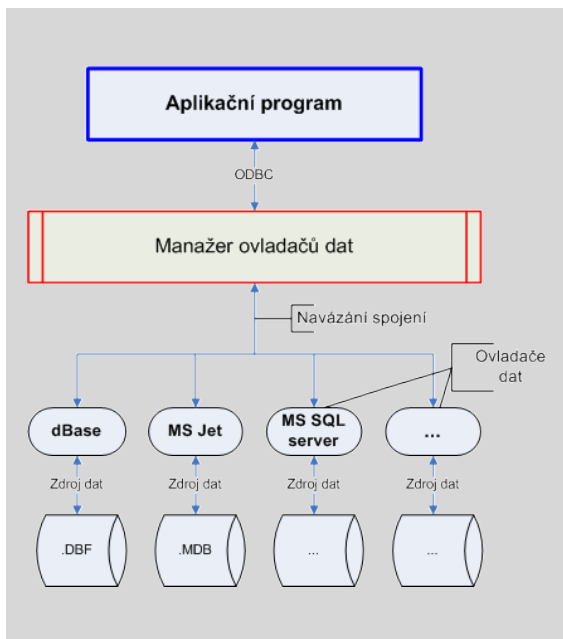 Aplikační program
ODBC
Manažer ovladačů dat
Navázání spojení
Ovladače
dat
dBase
MS Jet
MS SQL
server
...
Zdroj dat
Zdroj dat
Zdroj dat
Zdroj dat
.DBF
.MDB
...
...